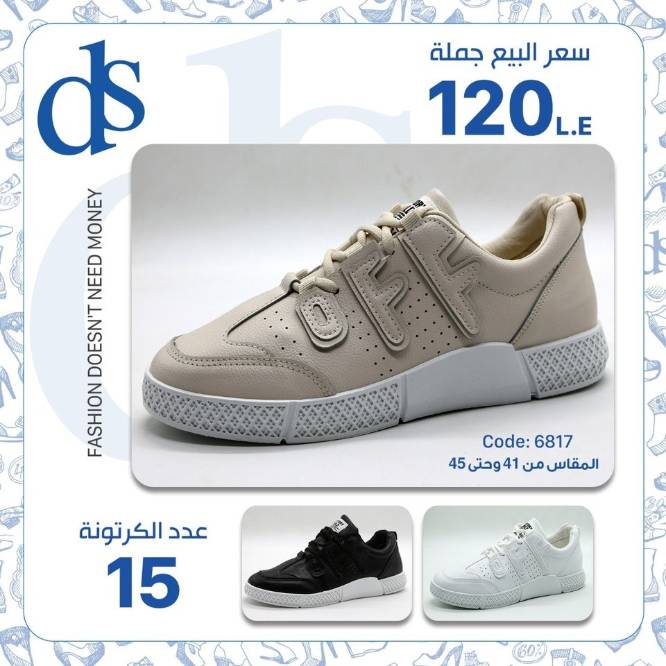 ds
سعر البيع جملة
120L.E
FASHION DOESN'T NEED MONEY
OFF
Code: 6817
المقاس من 41 وحتى 45
عدد الكرتونة
15
60%